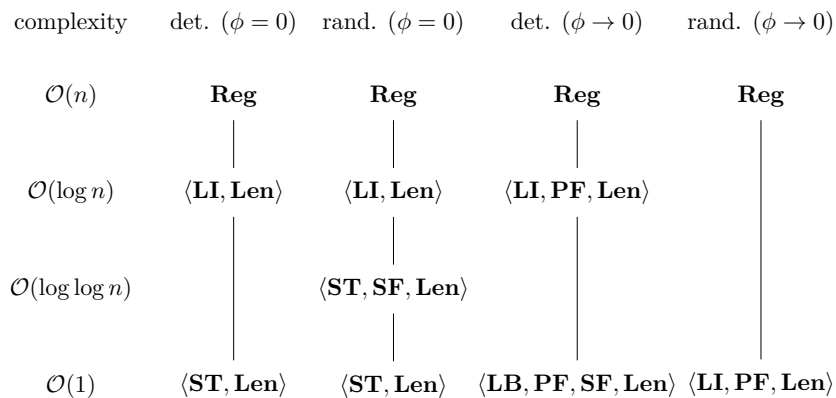 complexity det. (ϕ = 0) rand. (ϕ = 0) det. (ϕ → 0) rand. (ϕ → 0)
𝒪(n) Reg Reg Reg Reg
𝒪(log n) ⟨LI, Len⟩ ⟨LI, Len⟩ ⟨LI, PF, Len⟩
𝒪(log log n) ⟨ST, SF, Len⟩
𝒪(1) ⟨ST, Len⟩ ⟨ST, Len⟩ ⟨LB, PF, SF, Len⟩ ⟨LI, PF, Len⟩